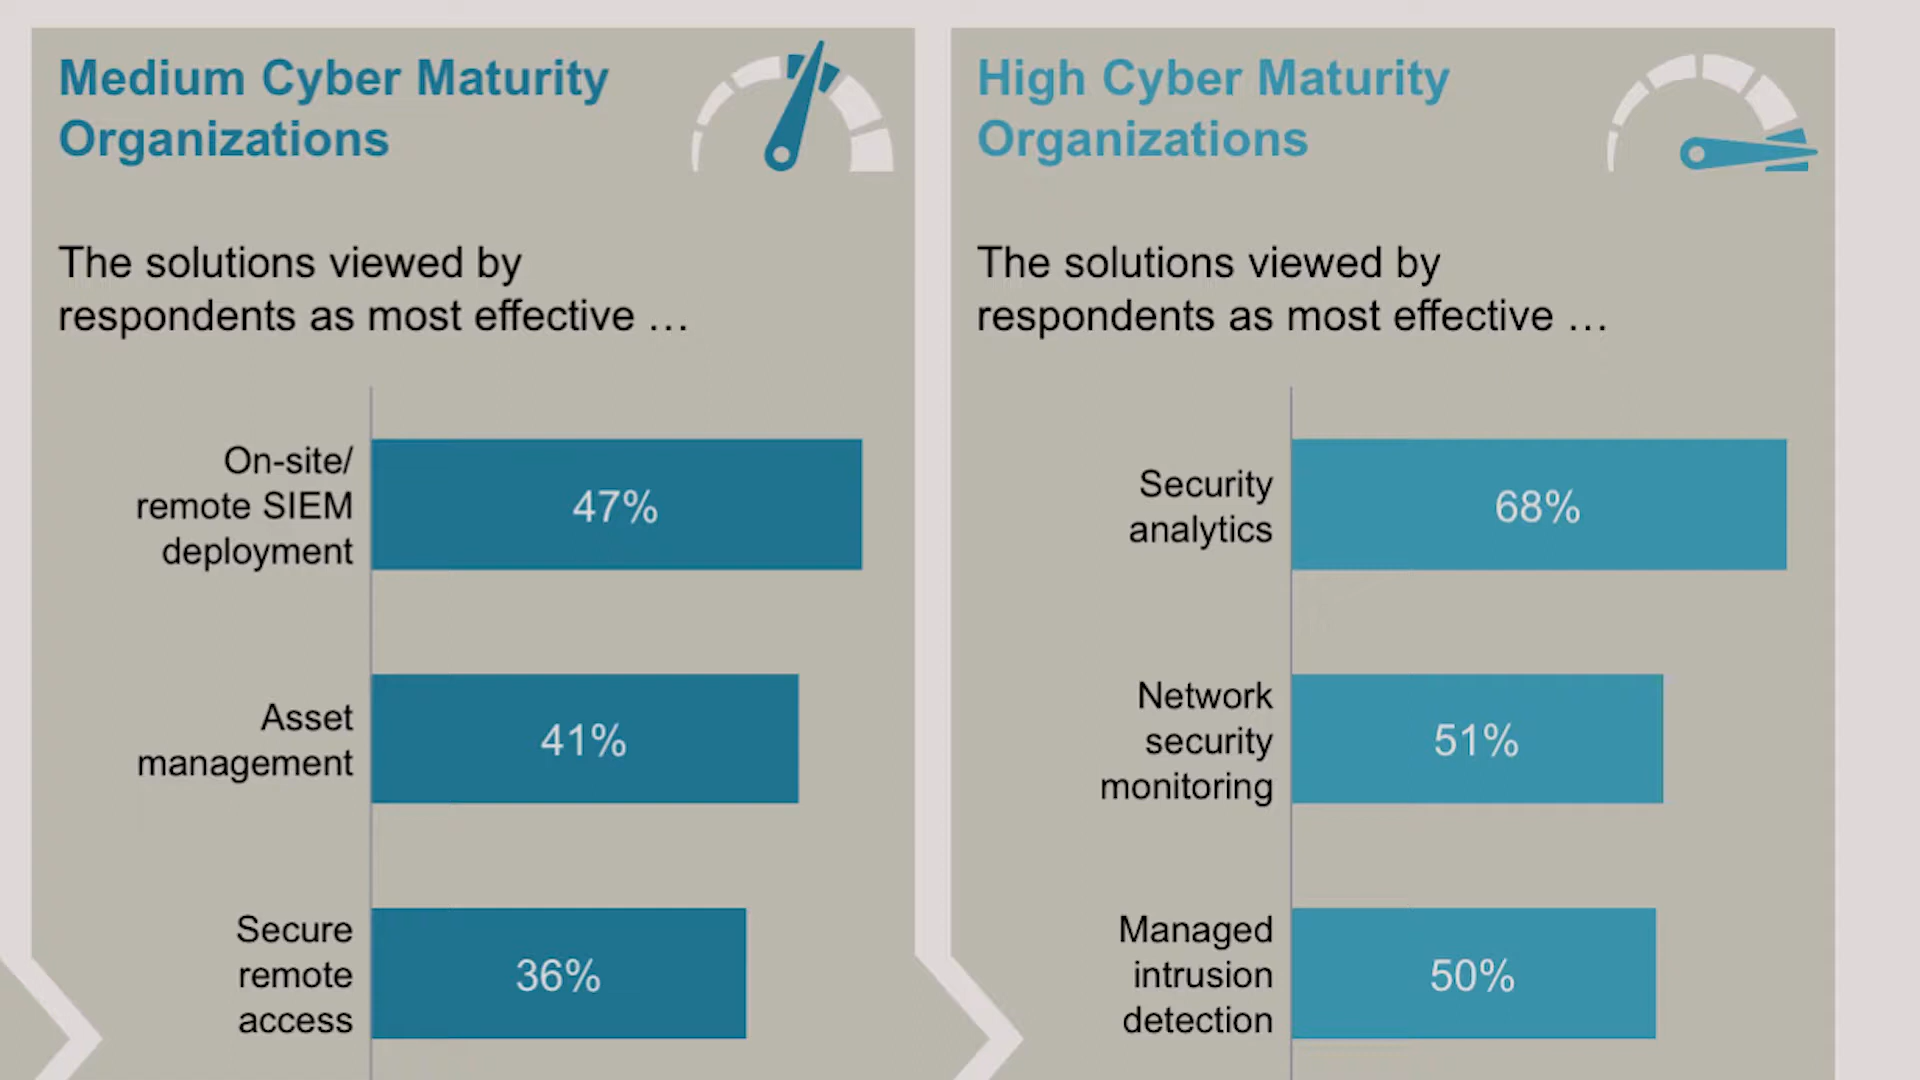 Medium Cyber Maturity
Organizations
The solutions viewed by
respondents as most effective …
On-site/
remote SIEM
deployment
47%
Asset
management
41%
Secure
remote
access
36%
High Cyber Maturity
Organizations
The solutions viewed by
respondents as most effective …
Security
analytics
68%
Network
security
monitoring
51%
Managed
intrusion
detection
50%